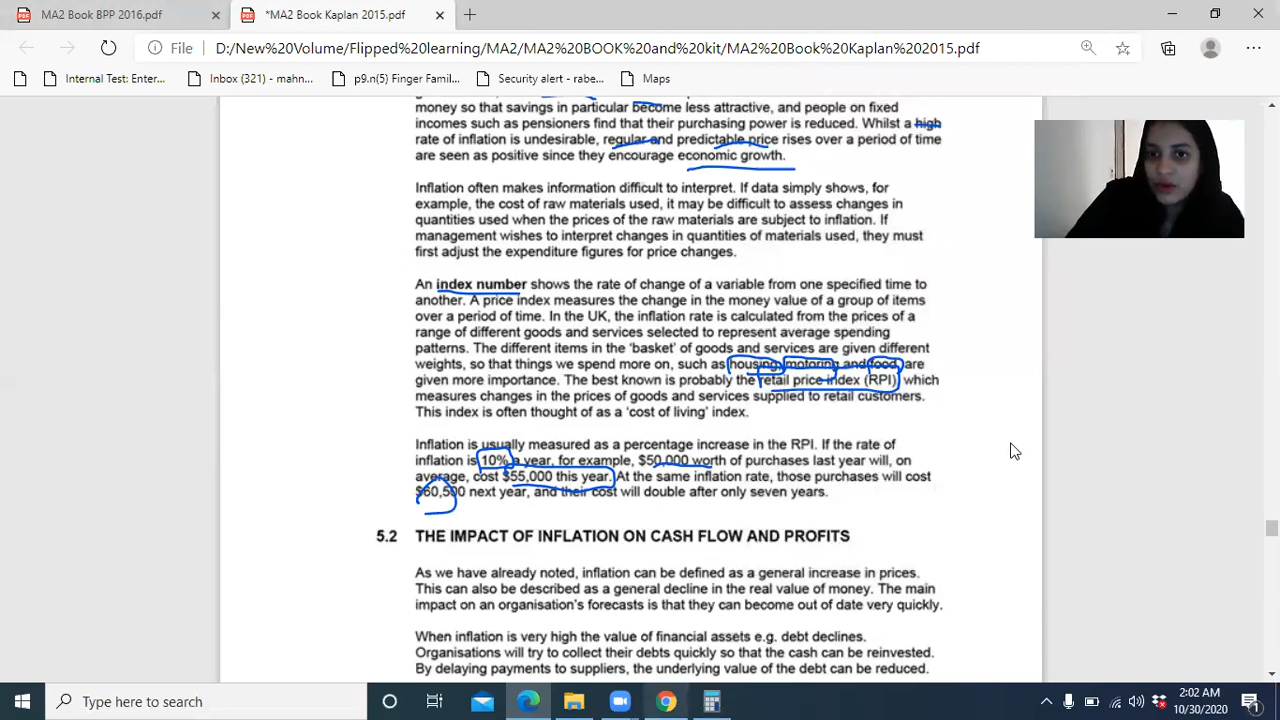 MA2 Book BPP 2016.pdf
*MA2 Book Kaplan 2015.pdf
File
D:/New%20Volume/Flipped%20learning/MA2/MA2%20BOOK%20and%20kit/MA2%20Book%20Kaplan%202015.pdf
Internal Test: Enter...
Inbox (321) - mahn...
p9.n(5) Finger Famil...
Security alert - rabe...
Maps
money so that savings in particular become less attractive, and people on fixed
incomes such as pensioners find that their purchasing power is reduced. Whilst a high
rate of inflation is undesirable, regular and predictable price rises over a period of time
are seen as positive since they encourage economic growth.
Inflation often makes information difficult to interpret. If data simply shows, for
example, the cost of raw materials used, it may be difficult to assess changes in
quantities used when the prices of the raw materials are subject to inflation. If
management wishes to interpret changes in quantities of materials used, they must
first adjust the expenditure figures for price changes.
An index number shows the rate of change of a variable from one specified time to
another. A price index measures the change in the money value of a group of items
over a period of time. In the UK, the inflation rate is calculated from the prices of a
range of different goods and services selected to represent average spending
patterns. The different items in the 'basket' of goods and services are given different
weights, so that things we spend more on, such as housing, motoring and food, are
given more importance. The best known is probably the retail price index (RPI) which
measures changes in the prices of goods and services supplied to retail customers.
This index is often thought of as a 'cost of living' index.
Inflation is usually measured as a percentage increase in the RPI. If the rate of
inflation is 10% a year, for example, $50,000 worth of purchases last year will, on
average, cost $55,000 this year. At the same inflation rate, those purchases will cost
$60,500 next year, and their cost will double after only seven years.
5.2 THE IMPACT OF INFLATION ON CASH FLOW AND PROFITS
As we have already noted, inflation can be defined as a general increase in prices.
This can also be described as a general decline in the real value of money. The main
impact on an organisation's forecasts is that they can become out of date very quickly.
When inflation is very high the value of financial assets e.g. debt declines.
Organisations will try to collect their debts quickly so that the cash can be reinvested.
By delaying payments to suppliers, the underlying value of the debt can be reduced.
Type here to search
2:02 AM
10/30/2020
1